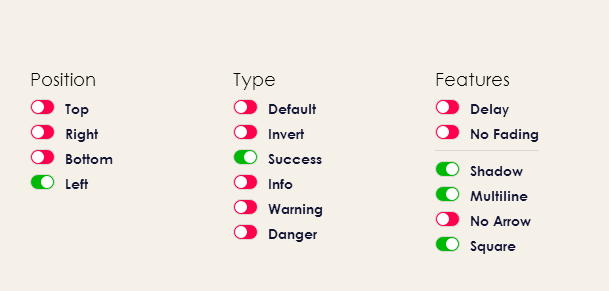 Position
Top
Right
Bottom
Left
Type
Default
Invert
Success
Info
Warning
Danger
Features
Delay
No Fading
Shadow
Multiline
No Arrow
Square